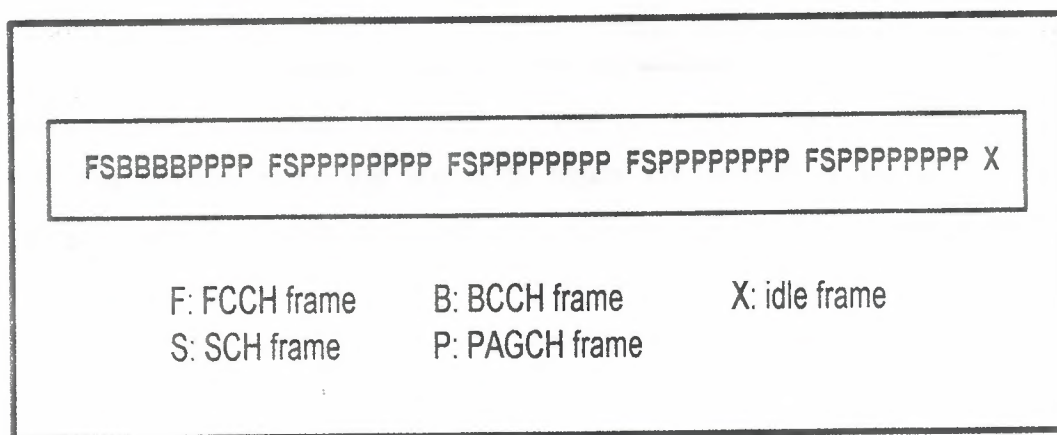 FSBBBBPPPP FSPPPPPPPP FSPPPPPPPP FSPPPPPPPP FSPPPPPPPP X
F: FCCH frame B: BCCH frame X: idle frame
S: SCH frame P: PAGCH frame